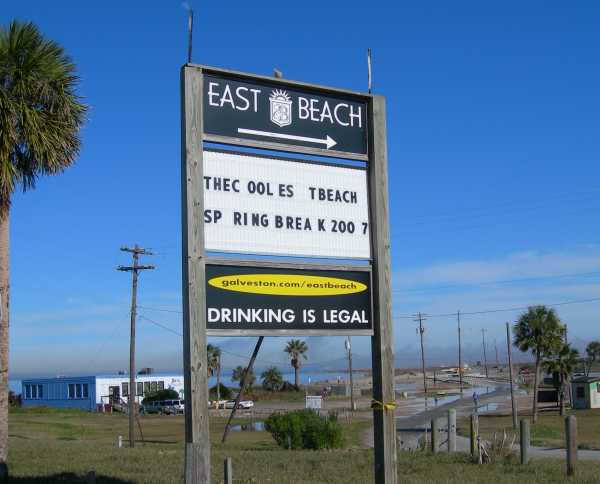 EAST BEACH
THEC OOL ES TBEACH
SP RING BREA K 200 7
galveston.com/eastbeach
DRINKING IS LEGAL